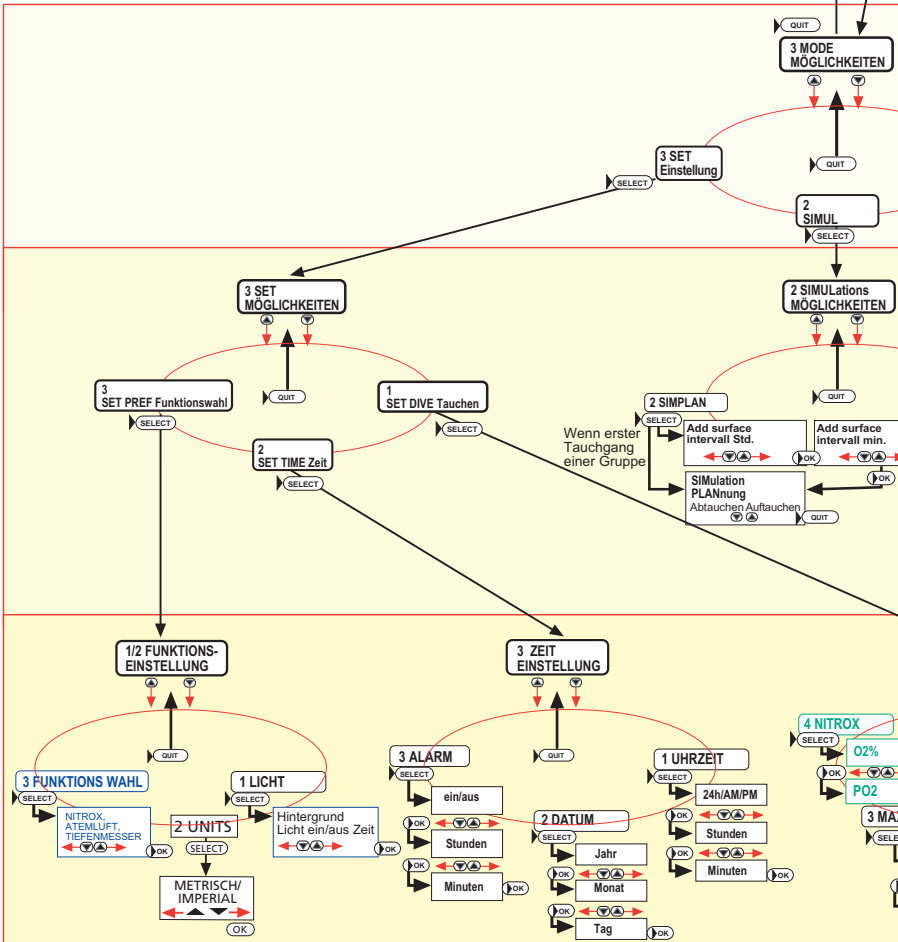 QUIT
3 MODE
MÖGLICHKEITEN
QUIT
3 SET
Einstellung
SELECT
2
SIMUL
SELECT
3 SET
MÖGLICHKEITEN
QUIT
3
SET PREF Funktionswahl
SELECT
1
SET DIVE Tauchen
SELECT
2
SET TIME Zeit
SELECT
2 SIMULations
MÖGLICHKEITEN
QUIT
2 SIMPLAN
SELECT
Wenn erster
Tauchgang
einer Gruppe
Add surface
intervall Std.
OK
Add surface
intervall min.
OK
SIMulation
PLANnung
Abtauchen Auftauchen
QUIT
1/2 FUNKTIONS-
EINSTELLUNG
QUIT
3 FUNKTIONS WAHL
SELECT
NITROX,
ATEMLUFT,
TIEFENMESSER
OK
2 UNITS
SELECT
METRISCH/
IMPERIAL
OK
1 LICHT
SELECT
Hintergrund
Licht ein/aus Zeit
OK
3 ZEIT
EINSTELLUNG
QUIT
3 ALARM
SELECT
ein/aus
OK
Stunden
OK
Minuten
OK
2 DATUM
SELECT
Jahr
OK
Monat
OK
Tag
OK
1 UHRZEIT
SELECT
24h/AM/PM
OK
Stunden
OK
Minuten
OK
4 NITROX
SELECT
O2%
OK
PO2
3 MA
SELE